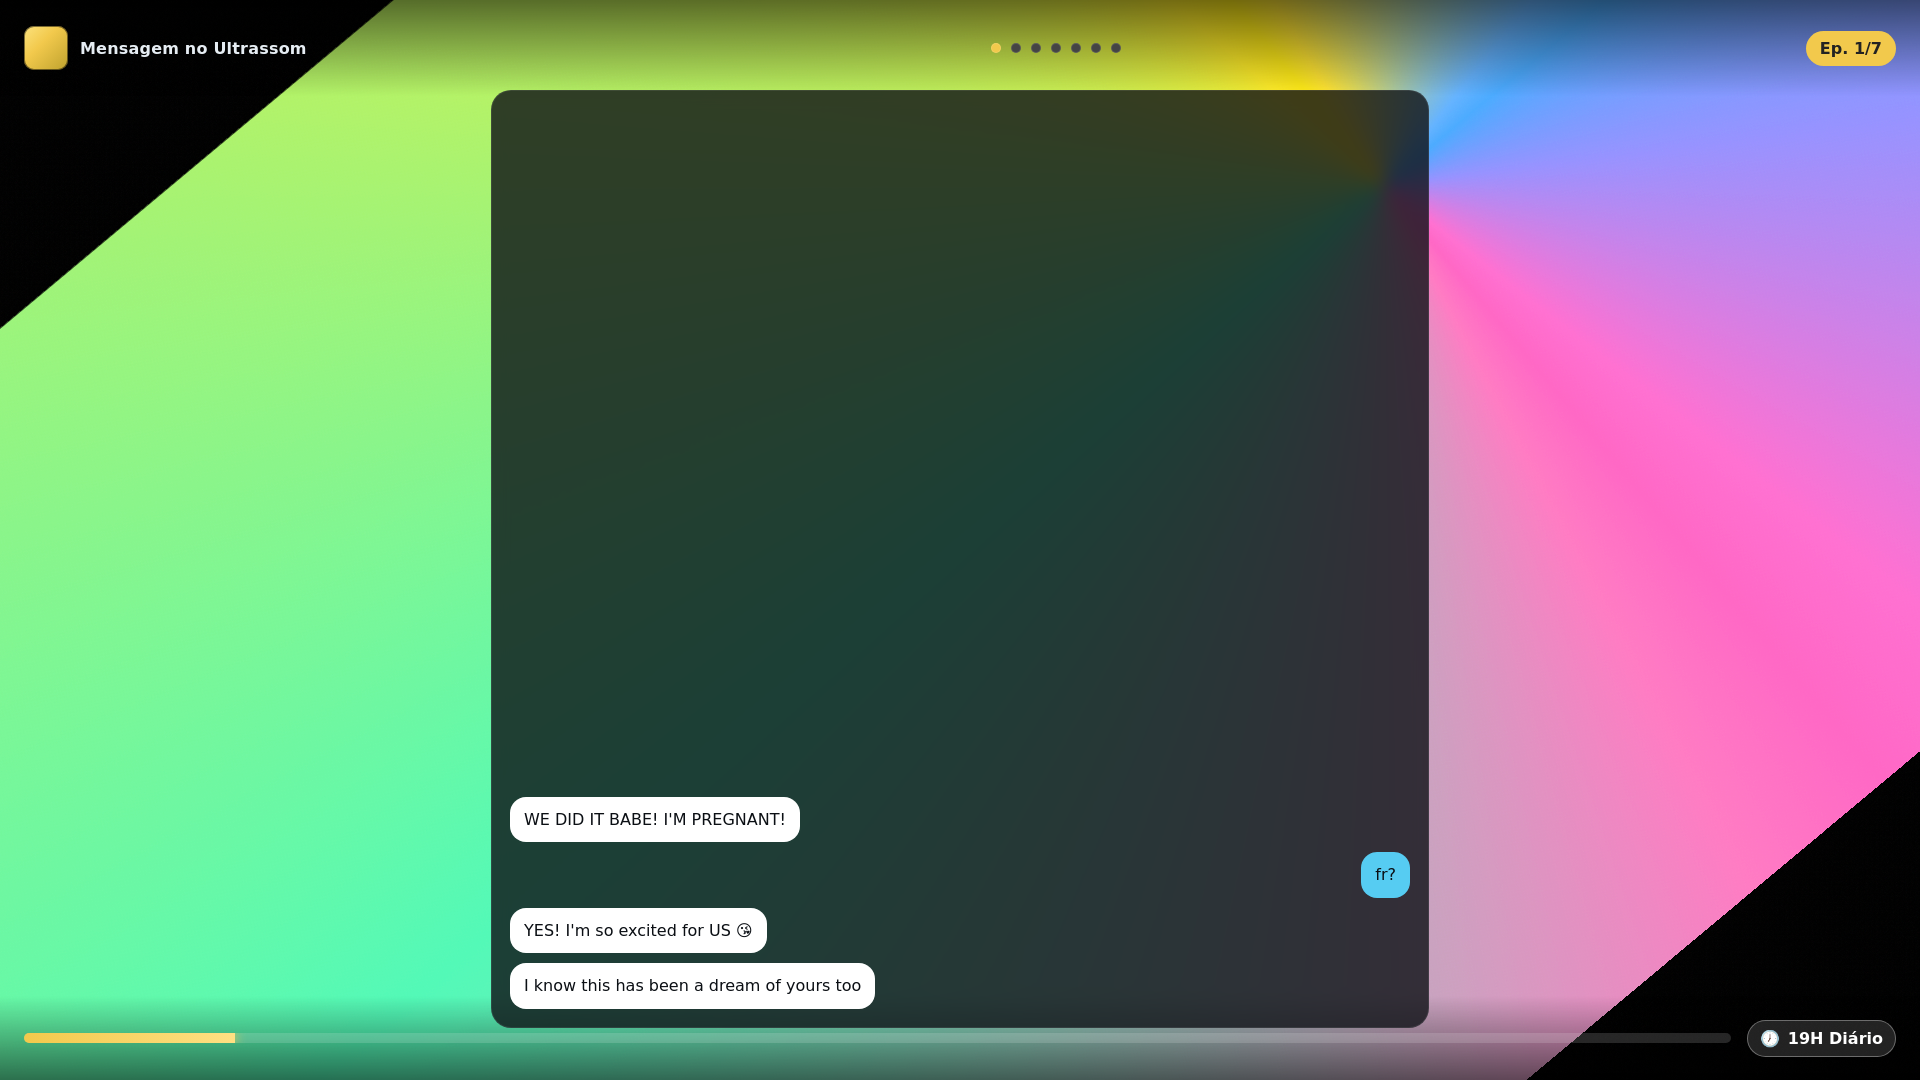 Mensagem no Ultrassom
Ep. 1/7
WE DID IT BABE! I'M PREGNANT!
fr?
YES! I'm so excited for US 😘
I know this has been a dream of yours too
🕖 19H Diário